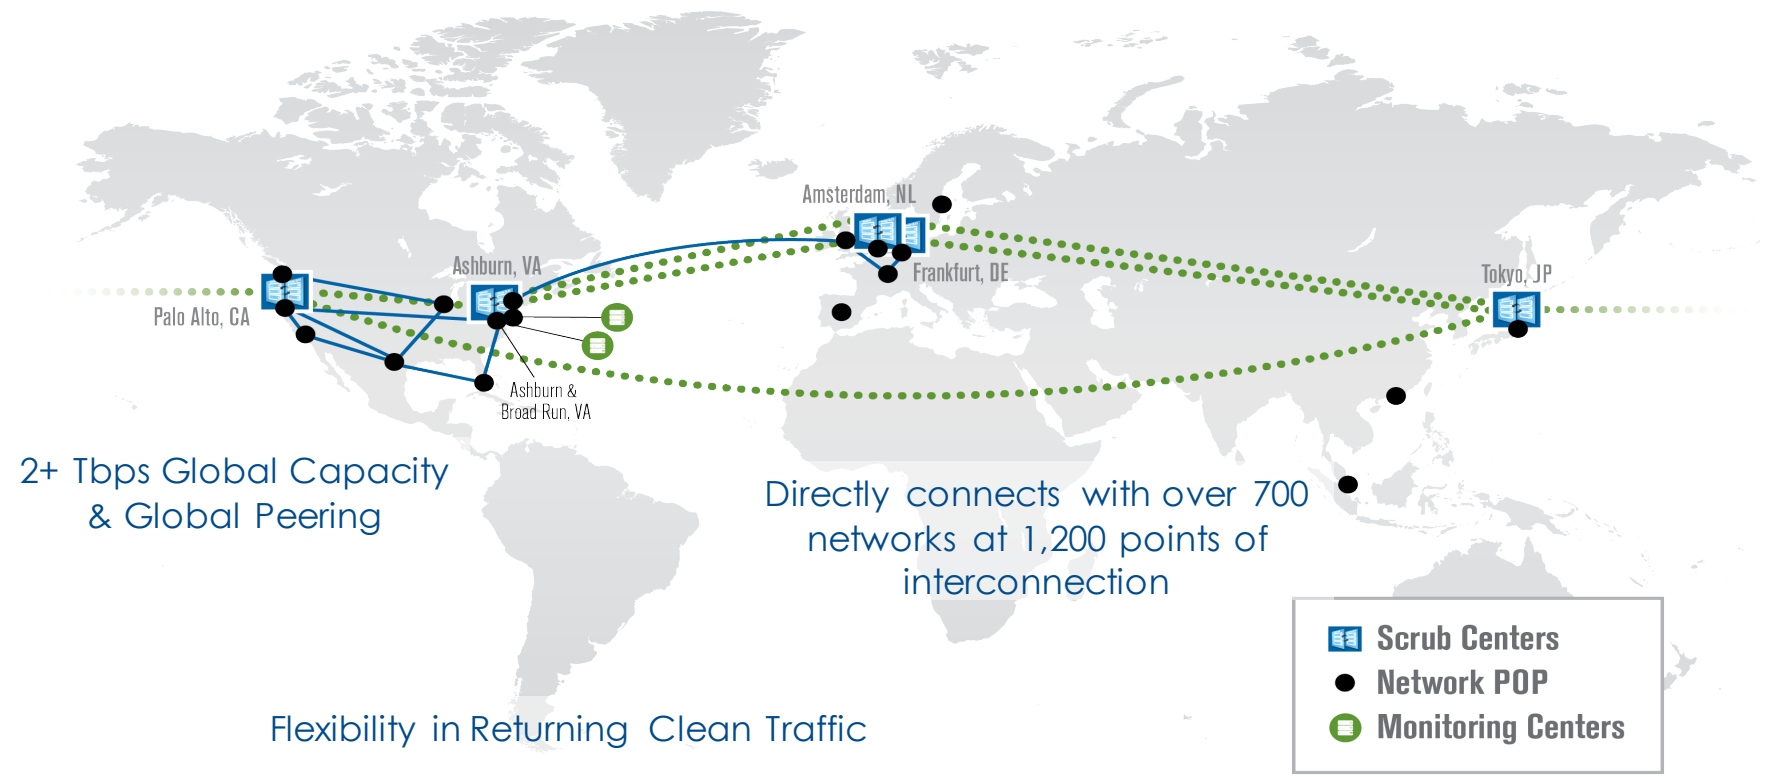 Amsterdam, NL
Ashburn, VA
Frankfurt, DE
Tokyo, JP
Palo Alto, CA
Ashburn &
Broad Run, VA
2+ Tbps Global Capacity
& Global Peering
Directly connects with over 700
networks at 1,200 points of
interconnection
Flexibility in Returning Clean Traffic
Scrub Centers
Network POP
Monitoring Centers